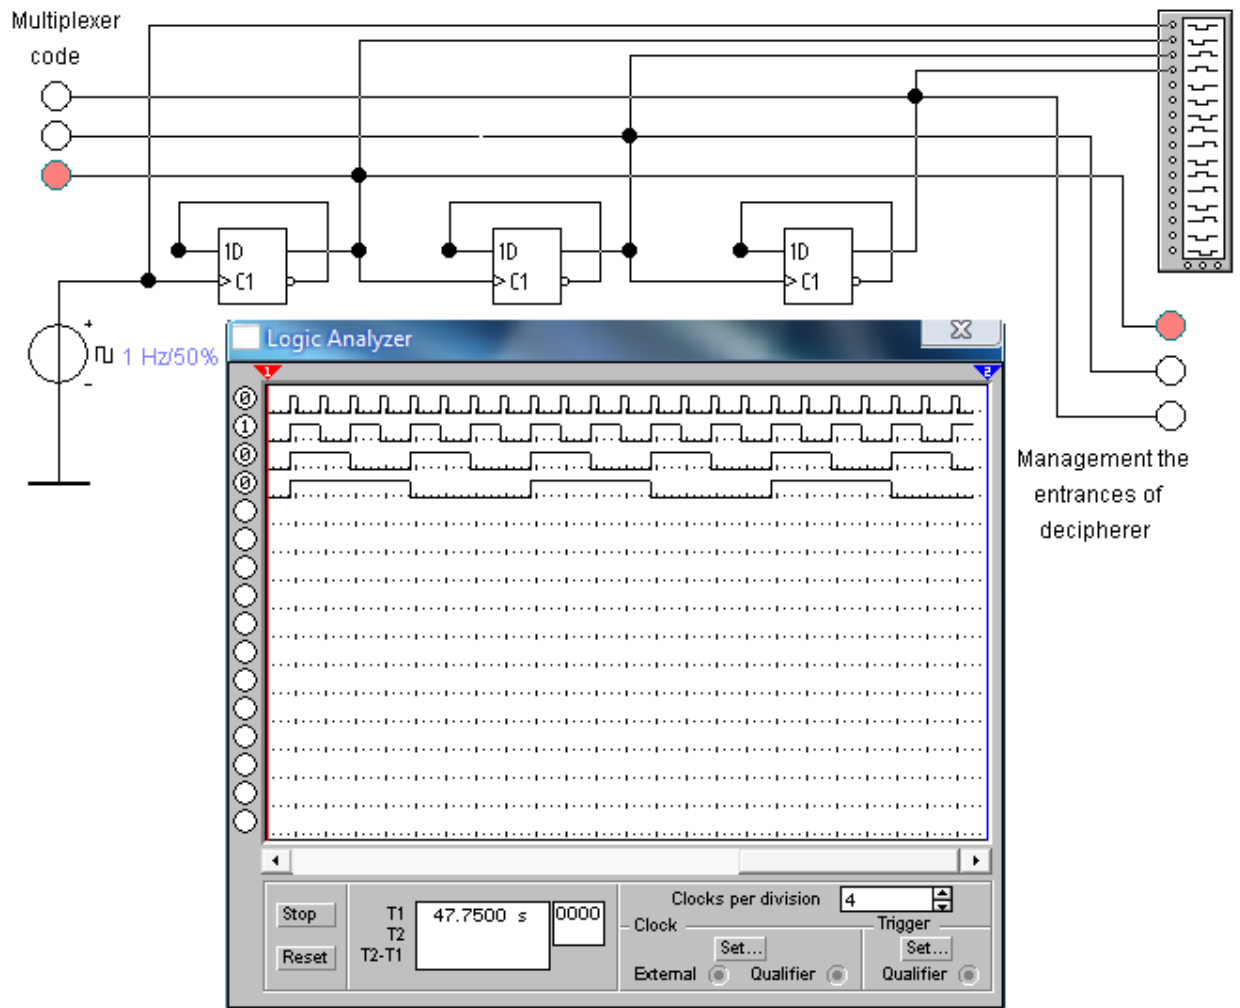 Multiplexer
code
1D
C1
1D
C1
1D
C1
+
-
1 Hz/50%
Logic Analyzer
1
2
0
1
0
0
Management the
entrances of
decipherer
Stop
Reset
T1
T2
T2-T1
47.7500 s
0000
Clocks per division
4
Clock
Set...
External
Qualifier
Trigger
Set...
Qualifier